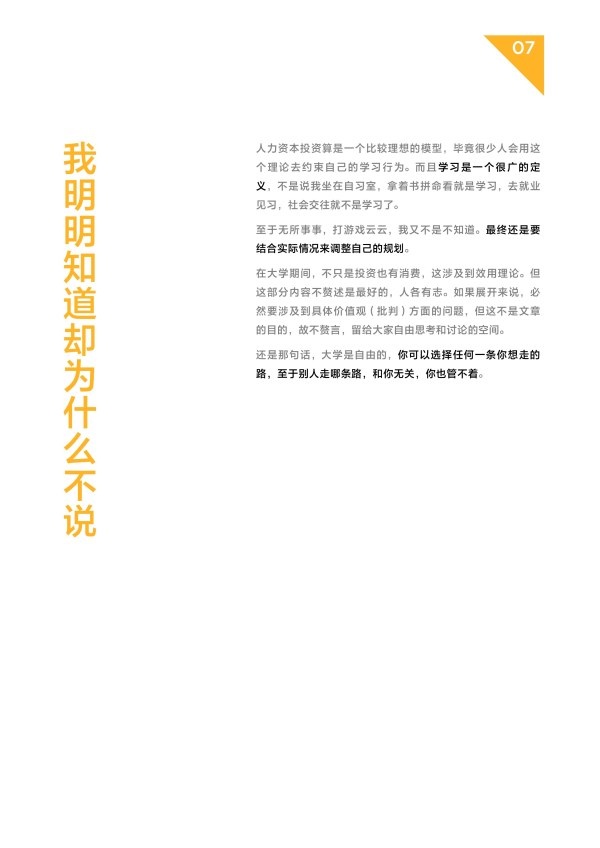 07
我明明知道却为什么不说
人力资本投资算是一个比较理想的模型，毕竟很少人会用这
个理论去约束自己的学习行为。而且学习是一个很广的定
义，不是说我坐在自习室，拿着书拼命看就是学习，去就业
见习，社会交往就不是学习了。
至于无所事事，打游戏云云，我又不是不知道。最终还是要
结合实际情况来调整自己的规划。
在大学期间，不只是投资也有消费，这涉及到效用理论。但
这部分内容不赘述是最好的，人各有志。如果展开来说，必
然要涉及到具体价值观（批判）方面的问题，但这不是文章
的目的，故不赘言，留给大家自由思考和讨论的空间。
还是那句话，大学是自由的，你可以选择任何一条你想走的
路，至于别人走哪条路，和你无关，你也管不着。